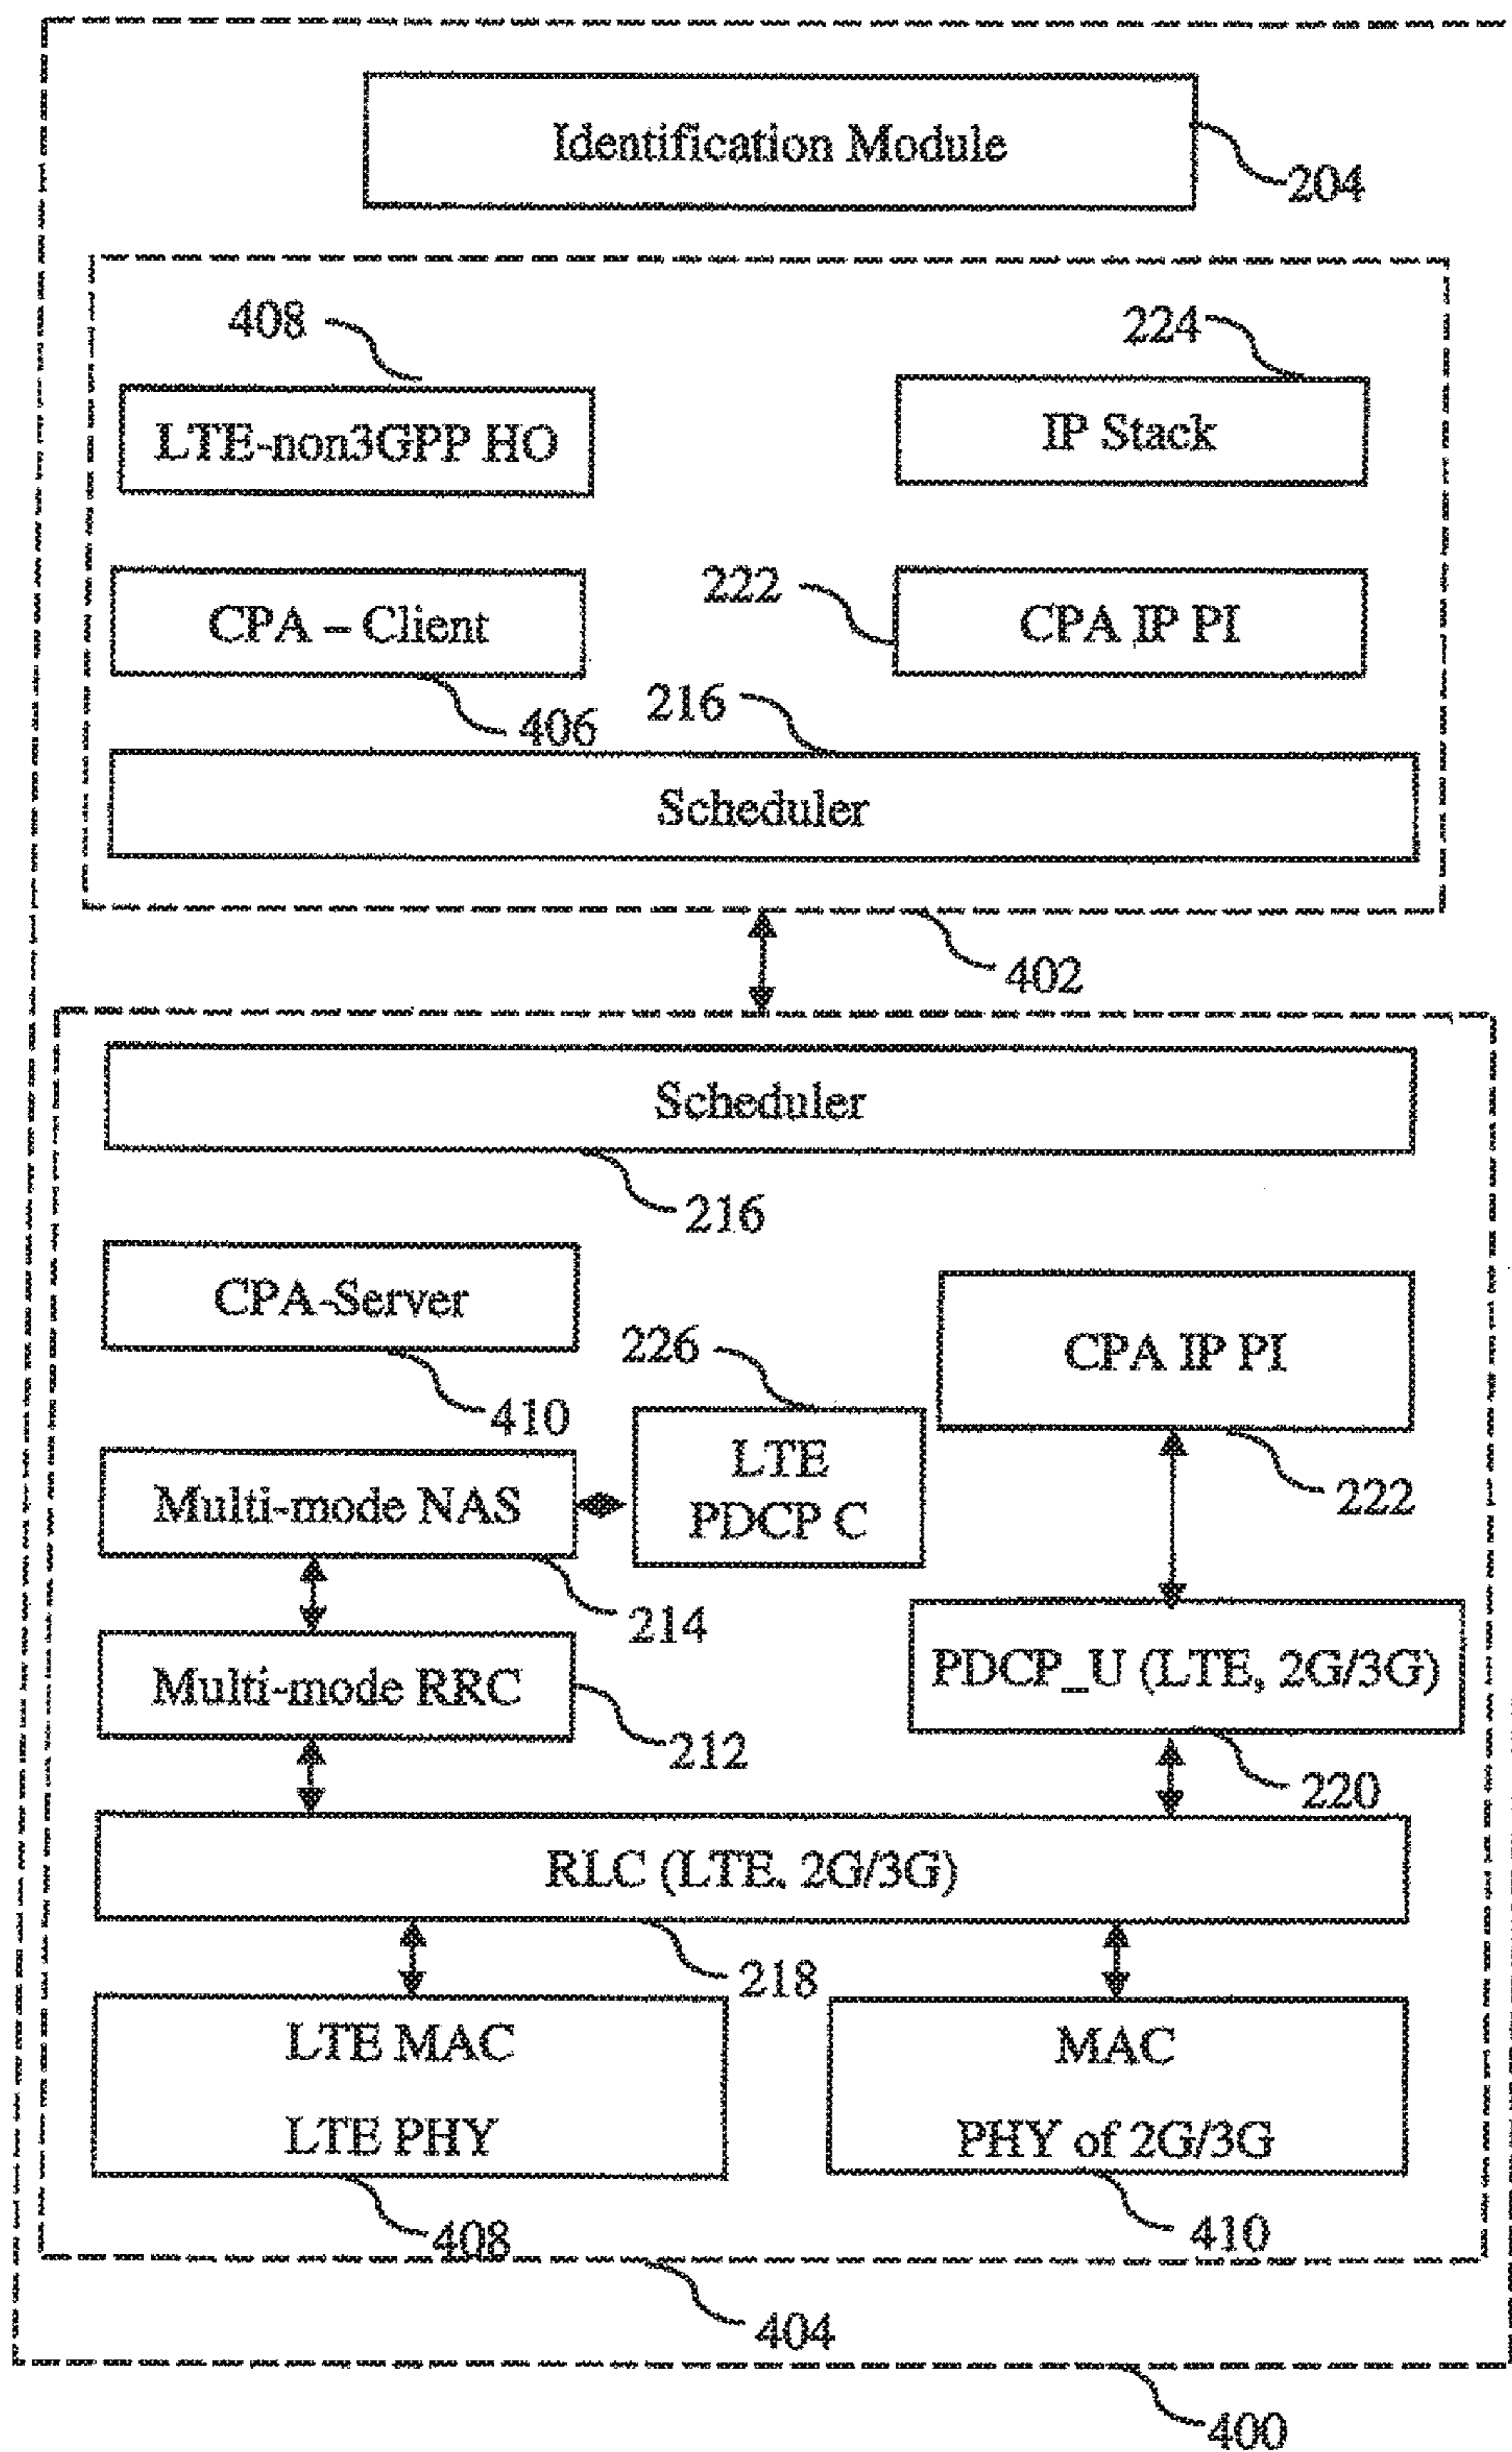 Identification Module
204
408
224
LTE-non3GPP HO
IP Stack
222
CPA – Client
CPA IP PI
216
406
Scheduler
402
Scheduler
216
CPA-Server
226
CPA IP PI
410
LTE
PDCP C
Multi-mode NAS
222
214
Multi-mode RRC
PDCP_U (LTE, 2G/3G)
212
220
RLC (LTE, 2G/3G)
218
LTE MAC
LTE PHY
MAC
PHY of 2G/3G
408
410
404
400